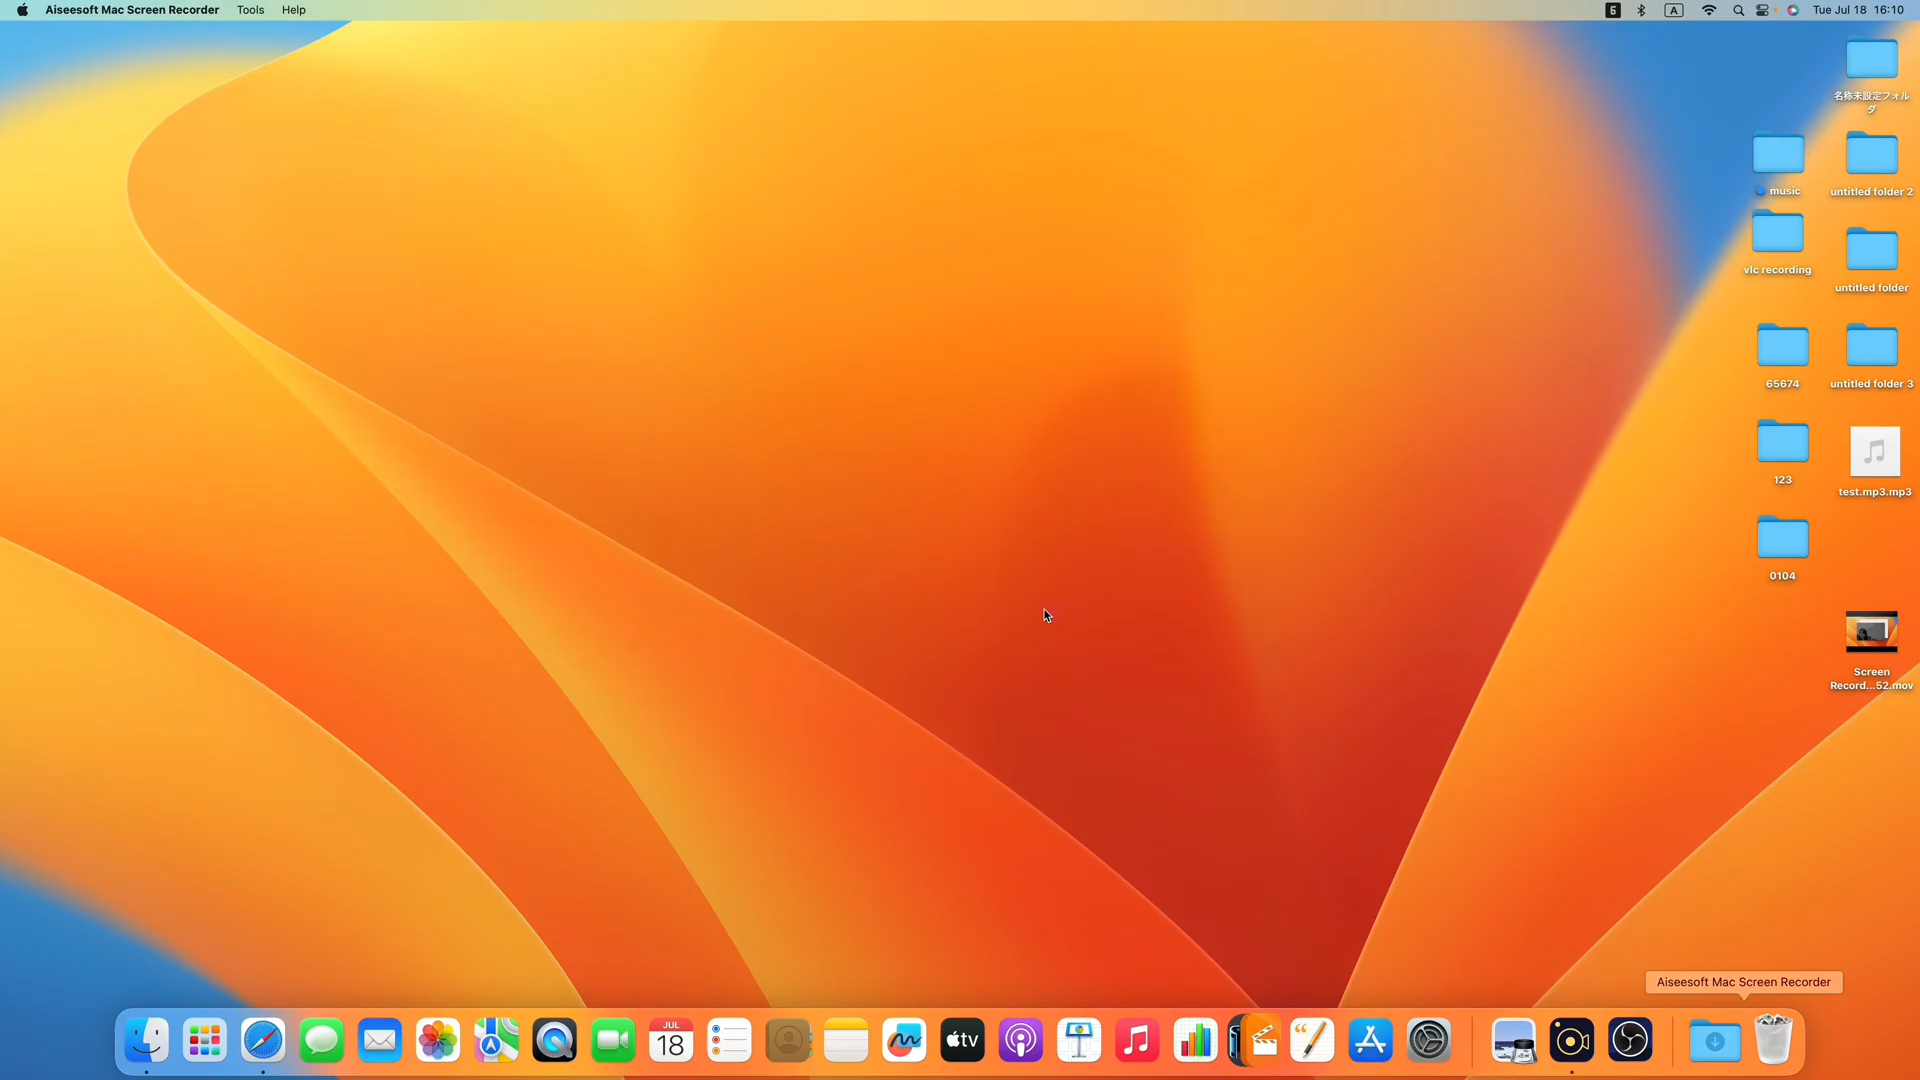 Aiseesoft Mac Screen Recorder Tools Help
6 A Tue Jul 18 16:10
名称未設定フォル
ダ
music
untitled folder 2
vlc recording
untitled folder
65674
untitled folder 3
123
test.mp3.mp3
0104
Screen
Record...52.mov
Aiseesoft Mac Screen Recorder
JUL
18
tv